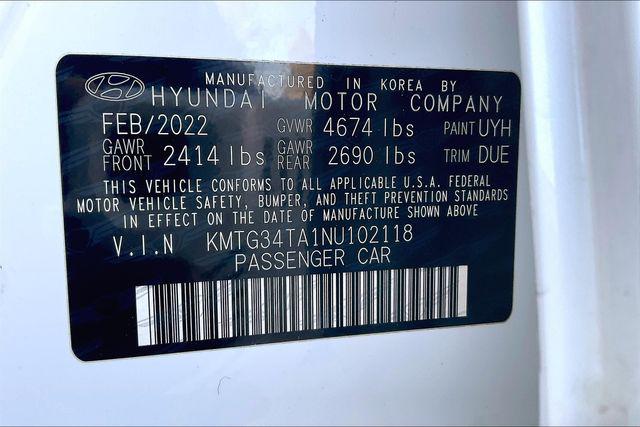 MANUFACTURED IN KOREA BY
HYUNDAI MOTOR COMPANY
FEB/2022 GVWR 4674 lbs PAINT UYH
GAWR FRONT 2414 lbs GAWR REAR 2690 lbs TRIM DUE
THIS VEHICLE CONFORMS TO ALL APPLICABLE U.S.A. FEDERAL
MOTOR VEHICLE SAFETY, BUMPER, AND THEFT PREVENTION STANDARDS
IN EFFECT ON THE DATE OF MANUFACTURE SHOWN ABOVE
V.I.N KMTG34TA1NU102118
PASSENGER CAR